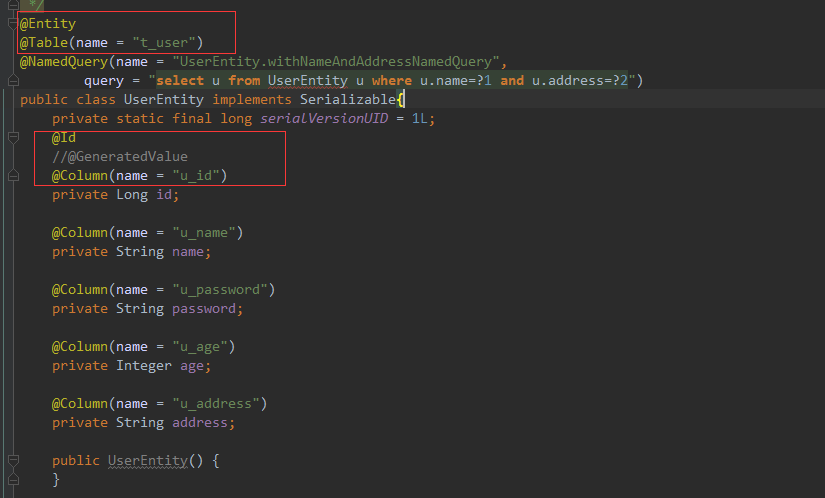 */
@Entity
@Table(name = "t_user")
@NamedQuery(name = "UserEntity.withNameAndAddressNamedQuery",
        query = "select u from UserEntity u where u.name=?1 and u.address=?2")
public class UserEntity implements Serializable{
    private static final long serialVersionUID = 1L;
    @Id
    //@GeneratedValue
    @Column(name = "u_id")
    private Long id;

    @Column(name = "u_name")
    private String name;

    @Column(name = "u_password")
    private String password;

    @Column(name = "u_age")
    private Integer age;

    @Column(name = "u_address")
    private String address;

    public UserEntity() {
    }